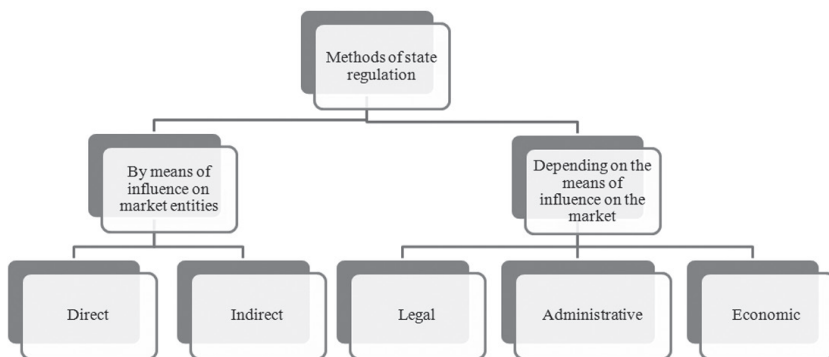 Methods of state
regulation
By means of
influence on
market entities
Depending on the
means of
influence on the
market
Direct
Indirect
Legal
Administrative
Economic